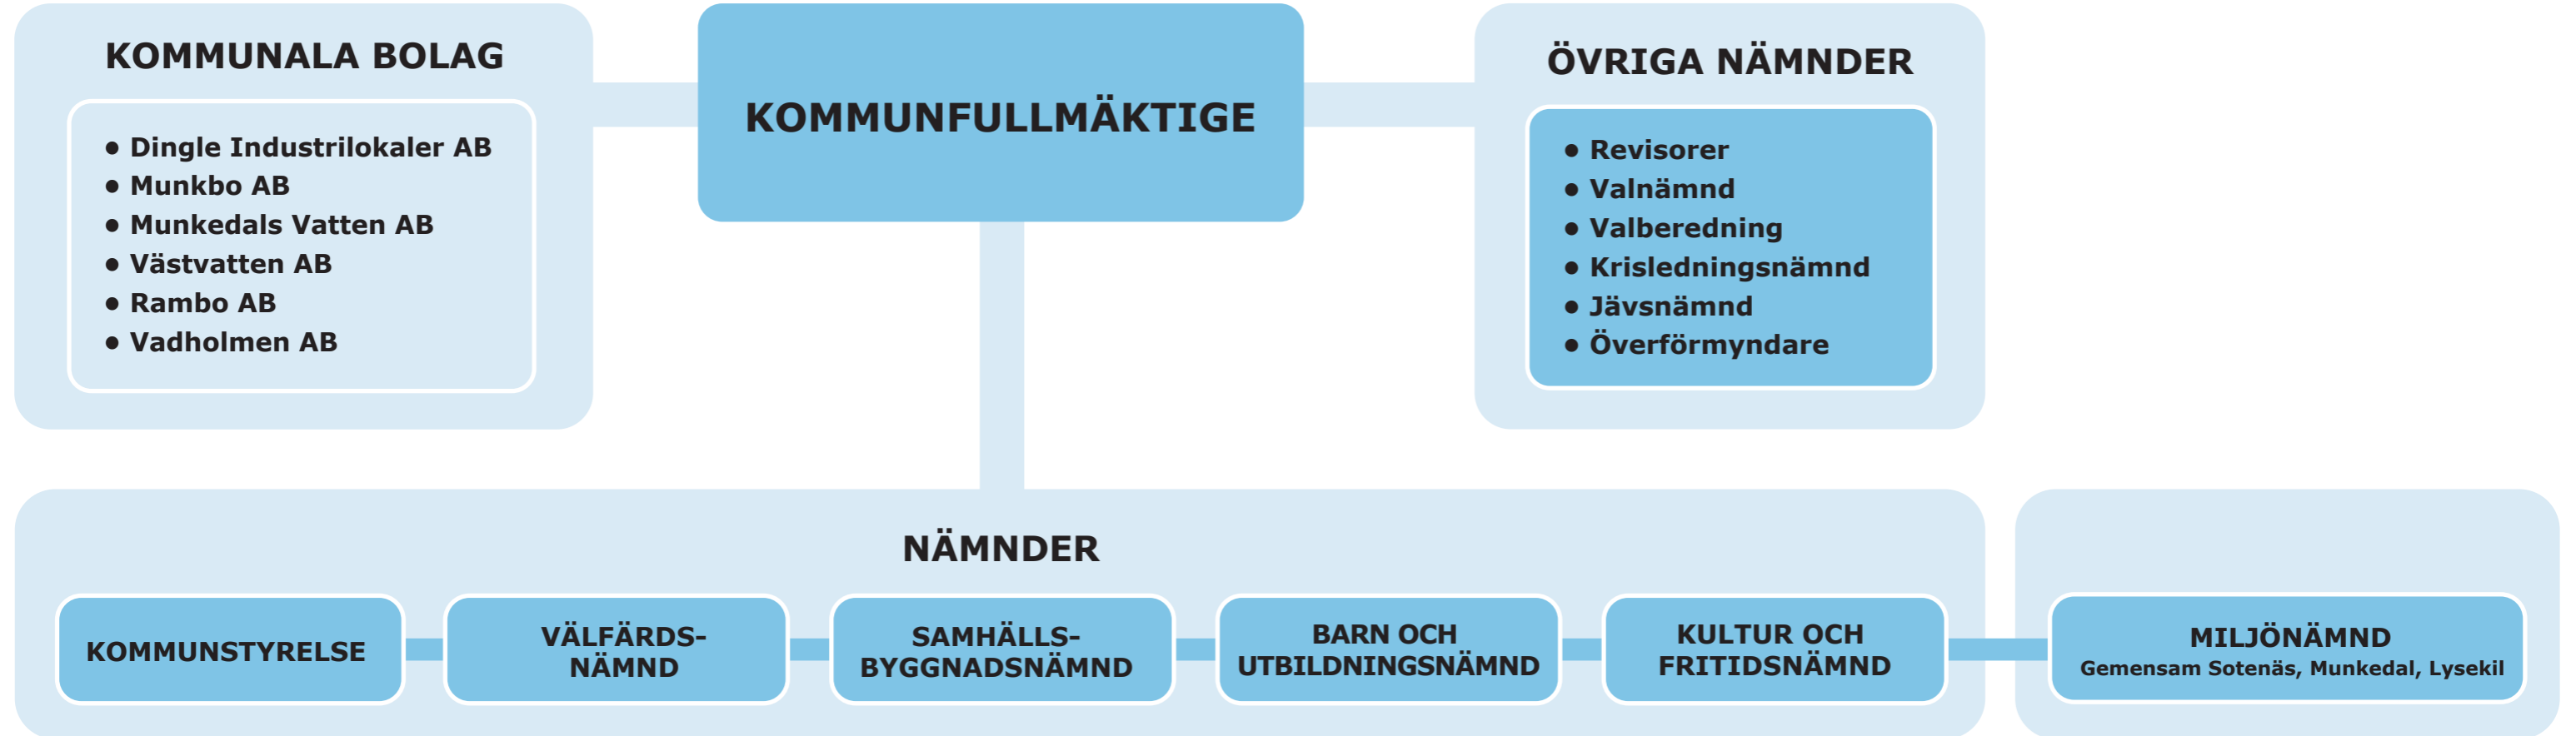 KOMMUNALA BOLAG
• Dingle Industrilokaler AB
• Munkbo AB
• Munkedals Vatten AB
• Västvatten AB
• Rambo AB
• Vadholmen AB
KOMMUNFULLMÄKTIGE
ÖVRIGA NÄMNDER
• Revisorer
• Valnämnd
• Valberedning
• Krisledningsnämnd
• Jävsnämnd
• Överförmyndare
NÄMNDER
KOMMUNSTYRELSE
VÄLFÄRDS-
NÄMND
SAMHÄLLS-
BYGGNADSNÄMND
BARN OCH
UTBILDNINGSNÄMND
KULTUR OCH
FRITIDSNÄMND
MILJÖNÄMND
Gemensam Sotenäs, Munkedal, Lysekil